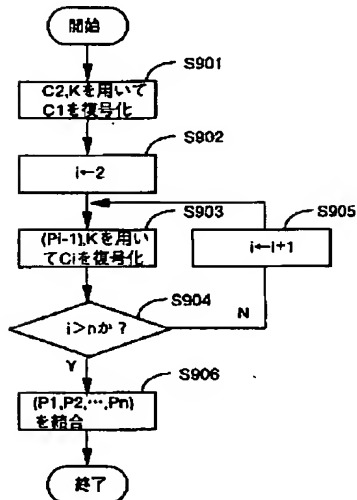 開始
S901
C2,Kを用いて
C1を復号化
S902
i←2
S903
(Pi-1),Kを用い
てCiを復号化
S905
i←i+1
S904
i>nか?
N
Y
S906
(P1,P2,…,Pn)
を結合
終了